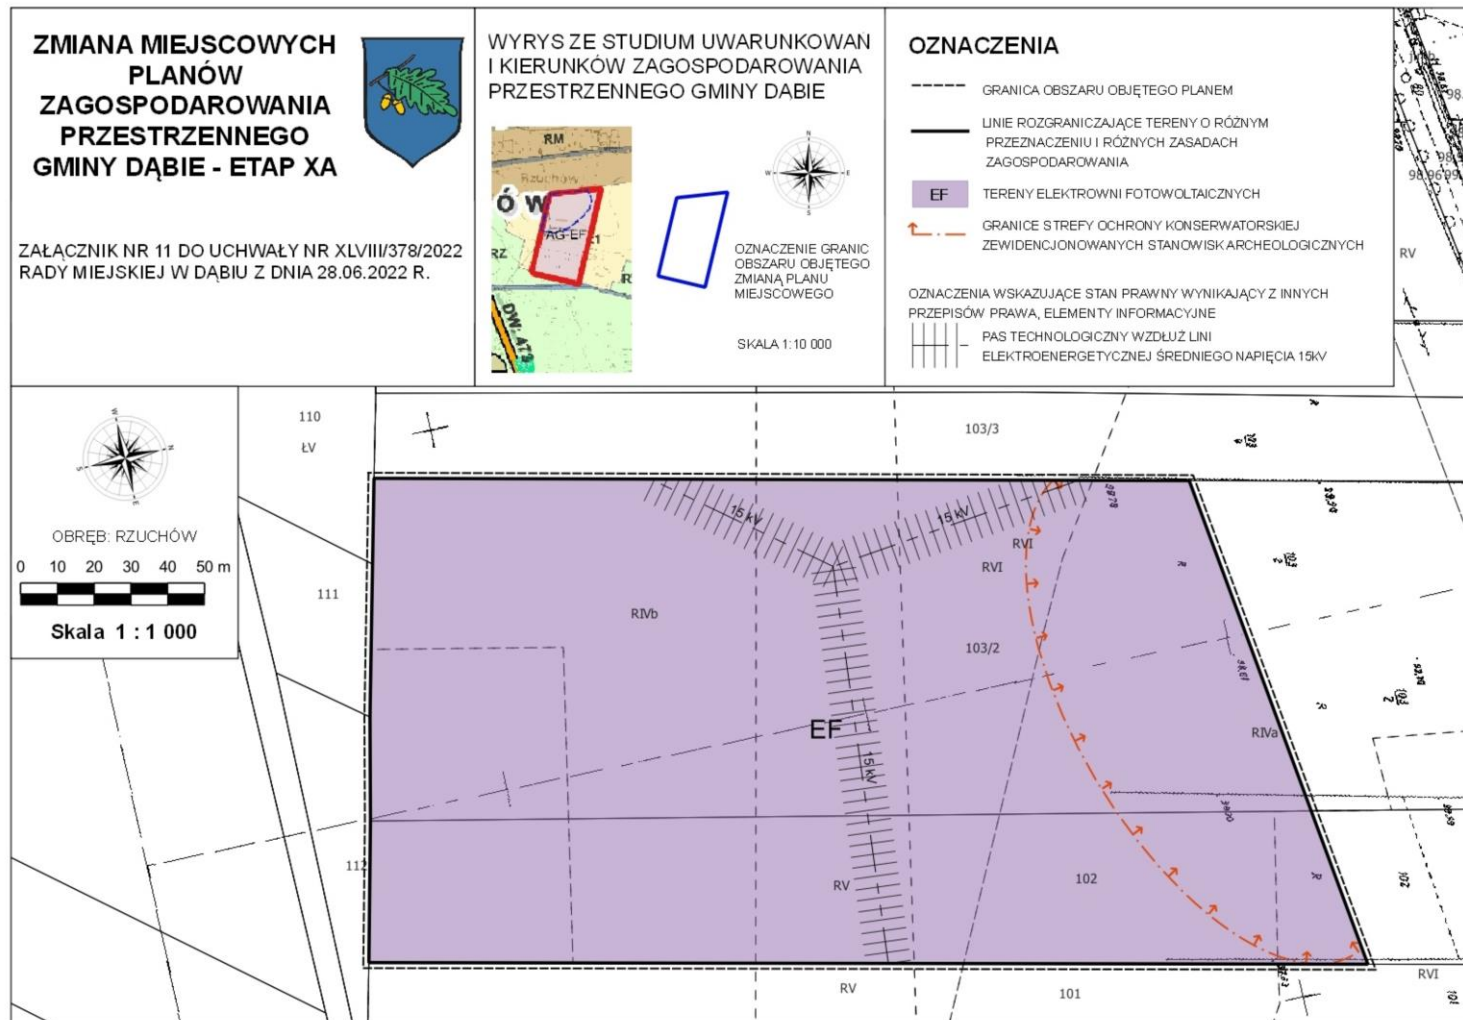 ZMIANA MIEJSCOWYCH
PLANÓW
ZAGOSPODAROWANIA
PRZESTRZENNEGO
GMINY DĄBIE - ETAP XA
ZAŁĄCZNIK NR 11 DO UCHWAŁY NR XLVIII/378/2022
RADY MIEJSKIEJ W DĄBIU Z DNIA 28.06.2022 R.
WYRYS ZE STUDIUM UWARUNKOWAŃ
I KIERUNKÓW ZAGOSPODAROWANIA
PRZESTRZENNEGO GMINY DĄBIE
RM
Rzuchów
Ó W
AG-EF
RZ
DW. 473
N
W
E
S
OZNACZENIE GRANIC
OBSZARU OBJĘTEGO
ZMIANĄ PLANU
MIEJSCOWEGO
SKALA 1:10 000
OZNACZENIA
GRANICA OBSZARU OBJĘTEGO PLANEM
LINIE ROZGRANICZAJĄCE TERENY O RÓŻNYM
PRZEZNACZENIU I RÓŻNYCH ZASADACH
ZAGOSPODAROWANIA
EF
TERENY ELEKTROWNI FOTOWOLTAICZNYCH
GRANICE STREFY OCHRONY KONSERWATORSKIEJ
ZEWIDENCJONOWANYCH STANOWISK ARCHEOLOGICZNYCH
OZNACZENIA WSKAZUJĄCE STAN PRAWNY WYNIKAJĄCY Z INNYCH
PRZEPISÓW PRAWA, ELEMENTY INFORMACYJNE
PAS TECHNOLOGICZNY WZDŁUŻ LINI
ELEKTROENERGETYCZNEJ ŚREDNIEGO NAPIĘCIA 15kV
RV
W
N
S
E
OBRĘB: RZUCHÓW
0 10 20 30 40 50 m
Skala 1 : 1 000
110
ŁV
103/3
15 kV
15 kV
RVI
RVI
111
RIVb
103/2
EF
RIVa
15 kV
112
RV
102
102
RV
101
RVI
101